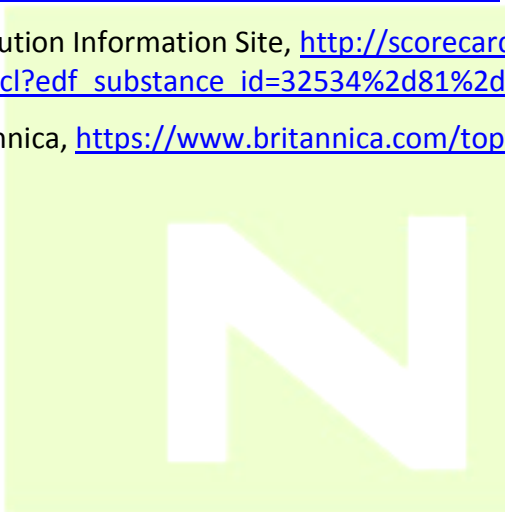 ution Information Site, http://scorecard
cl?edf_substance_id=32534%2d81%2d
nnica, https://www.britannica.com/top
N